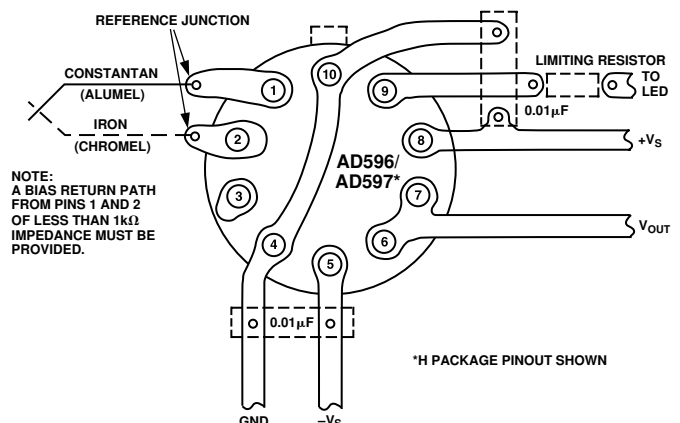 REFERENCE JUNCTION
CONSTANTAN
(ALUMEL)
IRON
(CHROMEL)
NOTE:
A BIAS RETURN PATH
FROM PINS 1 AND 2
OF LESS THAN 1kΩ
IMPEDANCE MUST BE
PROVIDED.
1
2
3
4
5
6
7
8
9
10
AD596/
AD597*
LIMITING RESISTOR
TO
LED
0.01µF
+VS
VOUT
0.01µF
GND
–VS
*H PACKAGE PINOUT SHOWN